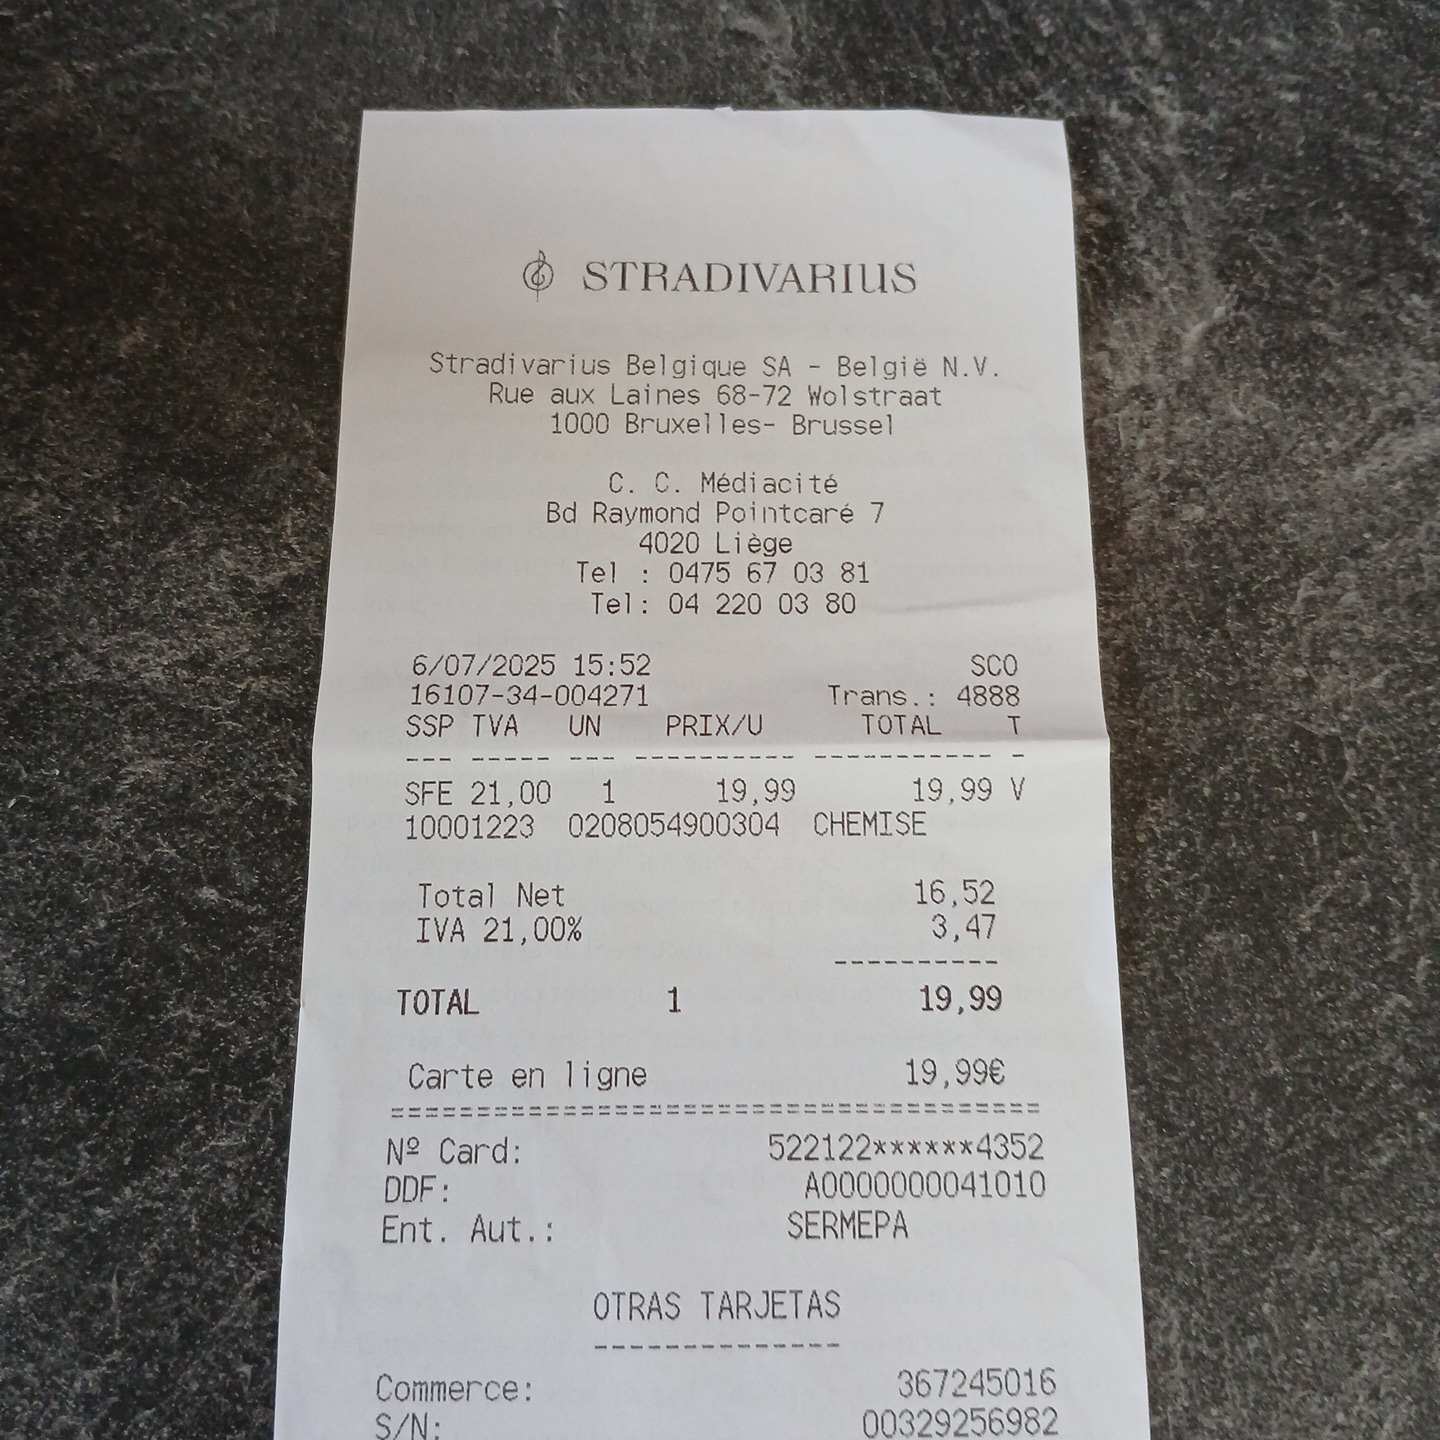 STRADIVARIUS
Stradivarius Belgique SA - België N.V.
Rue aux Laines 68-72 Wolstraat
1000 Bruxelles- Brussel
C. C. Médiacité
Bd Raymond Pointcaré 7
4020 Liège
Tel : 0475 67 03 81
Tel: 04 220 03 80
6/07/2025 15:52 SCO
16107-34-004271 Trans.: 4888
SSP TVA UN PRIX/U TOTAL T
--- ----- --- ---------- ----------- -
SFE 21,00 1 19,99 19,99 V
10001223 0208054900304 CHEMISE
Total Net 16,52
IVA 21,00% 3,47
----------
TOTAL 1 19,99
Carte en ligne 19,99€
========================================
Nº Card: 522122******4352
DDF: A0000000041010
Ent. Aut.: SERMEPA
OTRAS TARJETAS
--------------
Commerce: 367245016
S/N: 00329256982